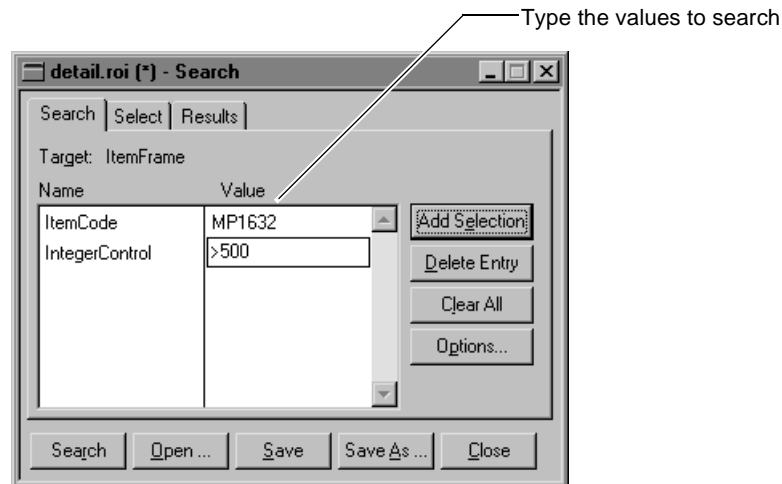 Type the values to search
detail.roi (*) - Search
Search Select Results
Target: ItemFrame
Name Value
ItemCode MP1632
IntegerControl >500
Add Selection
Delete Entry
Clear All
Options...
Search Open ... Save Save As ... Close